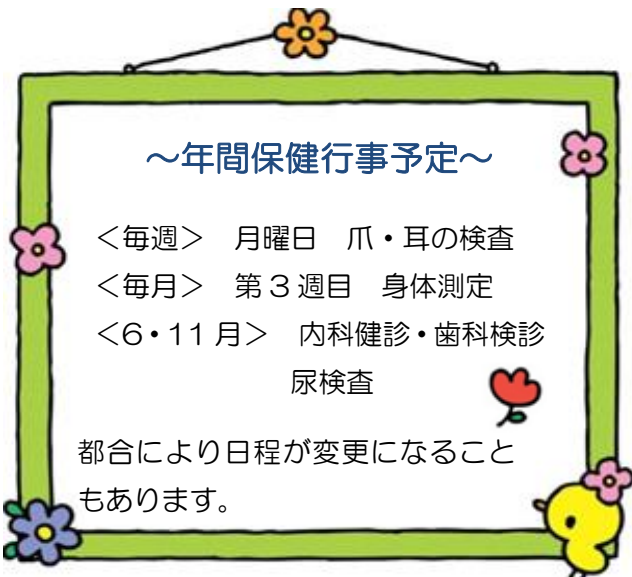 ～年間保健行事予定～
＜毎週＞　月曜日　爪・耳の検査
＜毎月＞　第３週目　身体測定
＜6・11月＞　内科健診・歯科検診
尿検査
都合により日程が変更になること
もあります。